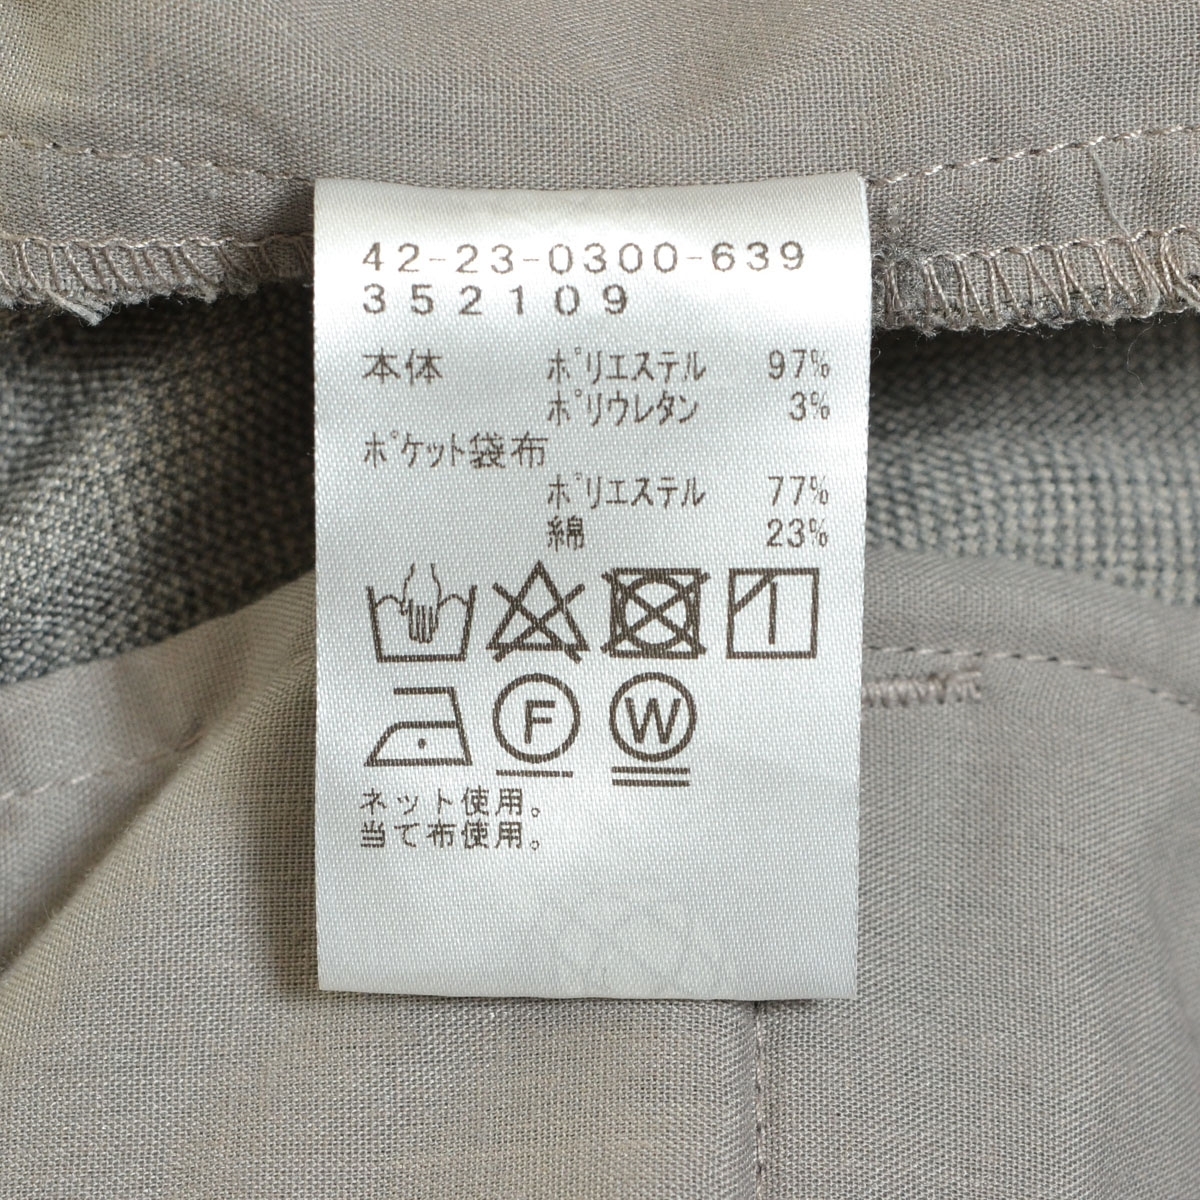 42-23-0300-639
352109
本体 ポリエステル 97%
ポリウレタン 3%
ポケット袋布
ポリエステル 77%
綿 23%
F W
ネット使用。
当て布使用。